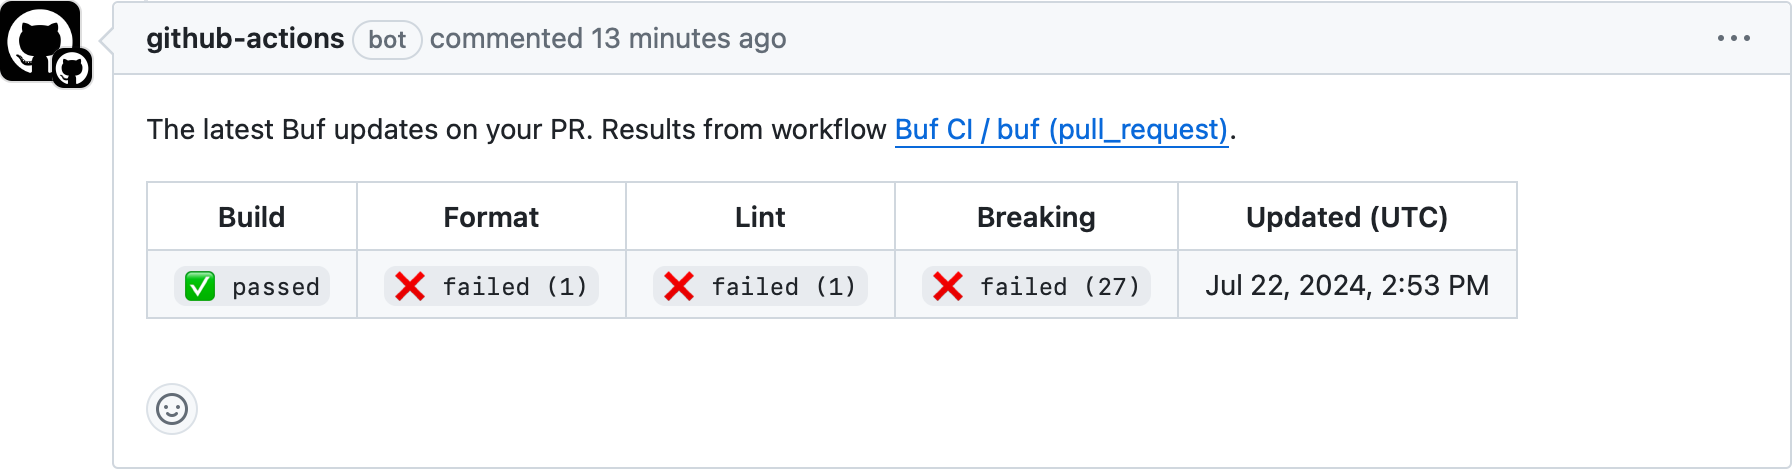 github-actions bot commented 13 minutes ago
The latest Buf updates on your PR. Results from workflow Buf CI / buf (pull_request).
Build Format Lint Breaking Updated (UTC)
✅ passed ❌ failed (1) ❌ failed (1) ❌ failed (27) Jul 22, 2024, 2:53 PM